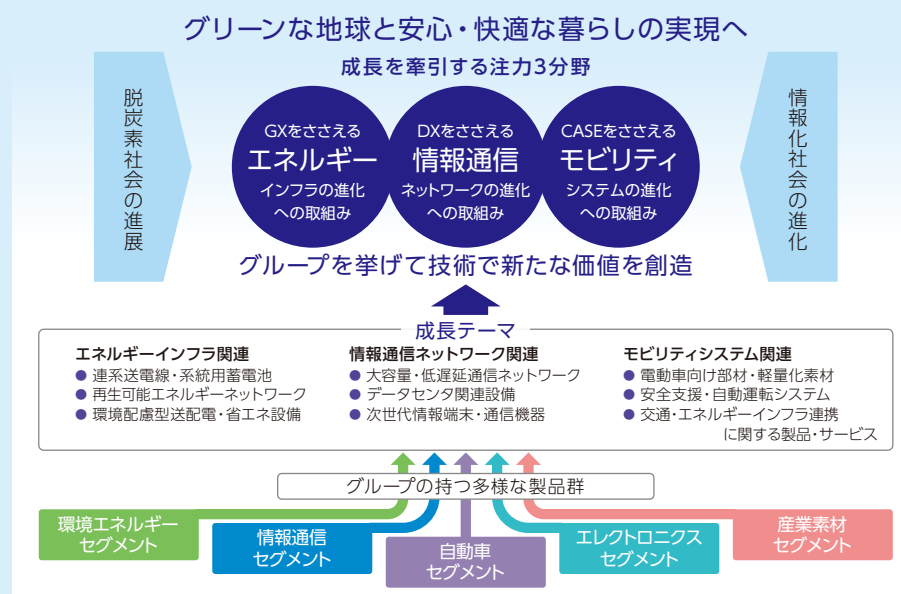 グリーンな地球と安心・快適な暮らしの実現へ
成長を牽引する注力3分野
脱炭素社会の進展
GXをささえる
エネルギー
インフラの進化
への取組み
DXをささえる
情報通信
ネットワークの進化
への取組み
CASEをささえる
モビリティ
システムの進化
への取組み
情報化社会の進化
グループを挙げて技術で新たな価値を創造
成長テーマ
エネルギーインフラ関連
● 連系送電線・系統用蓄電池
● 再生可能エネルギーネットワーク
● 環境配慮型送配電・省エネ設備
情報通信ネットワーク関連
● 大容量・低遅延通信ネットワーク
● データセンタ関連設備
● 次世代情報端末・通信機器
モビリティシステム関連
● 電動車向け部材・軽量化素材
● 安全支援・自動運転システム
● 交通・エネルギーインフラ連携
に関する製品・サービス
グループの持つ多様な製品群
環境エネルギー
セグメント
情報通信
セグメント
自動車
セグメント
エレクトロニクス
セグメント
産業素材
セグメント